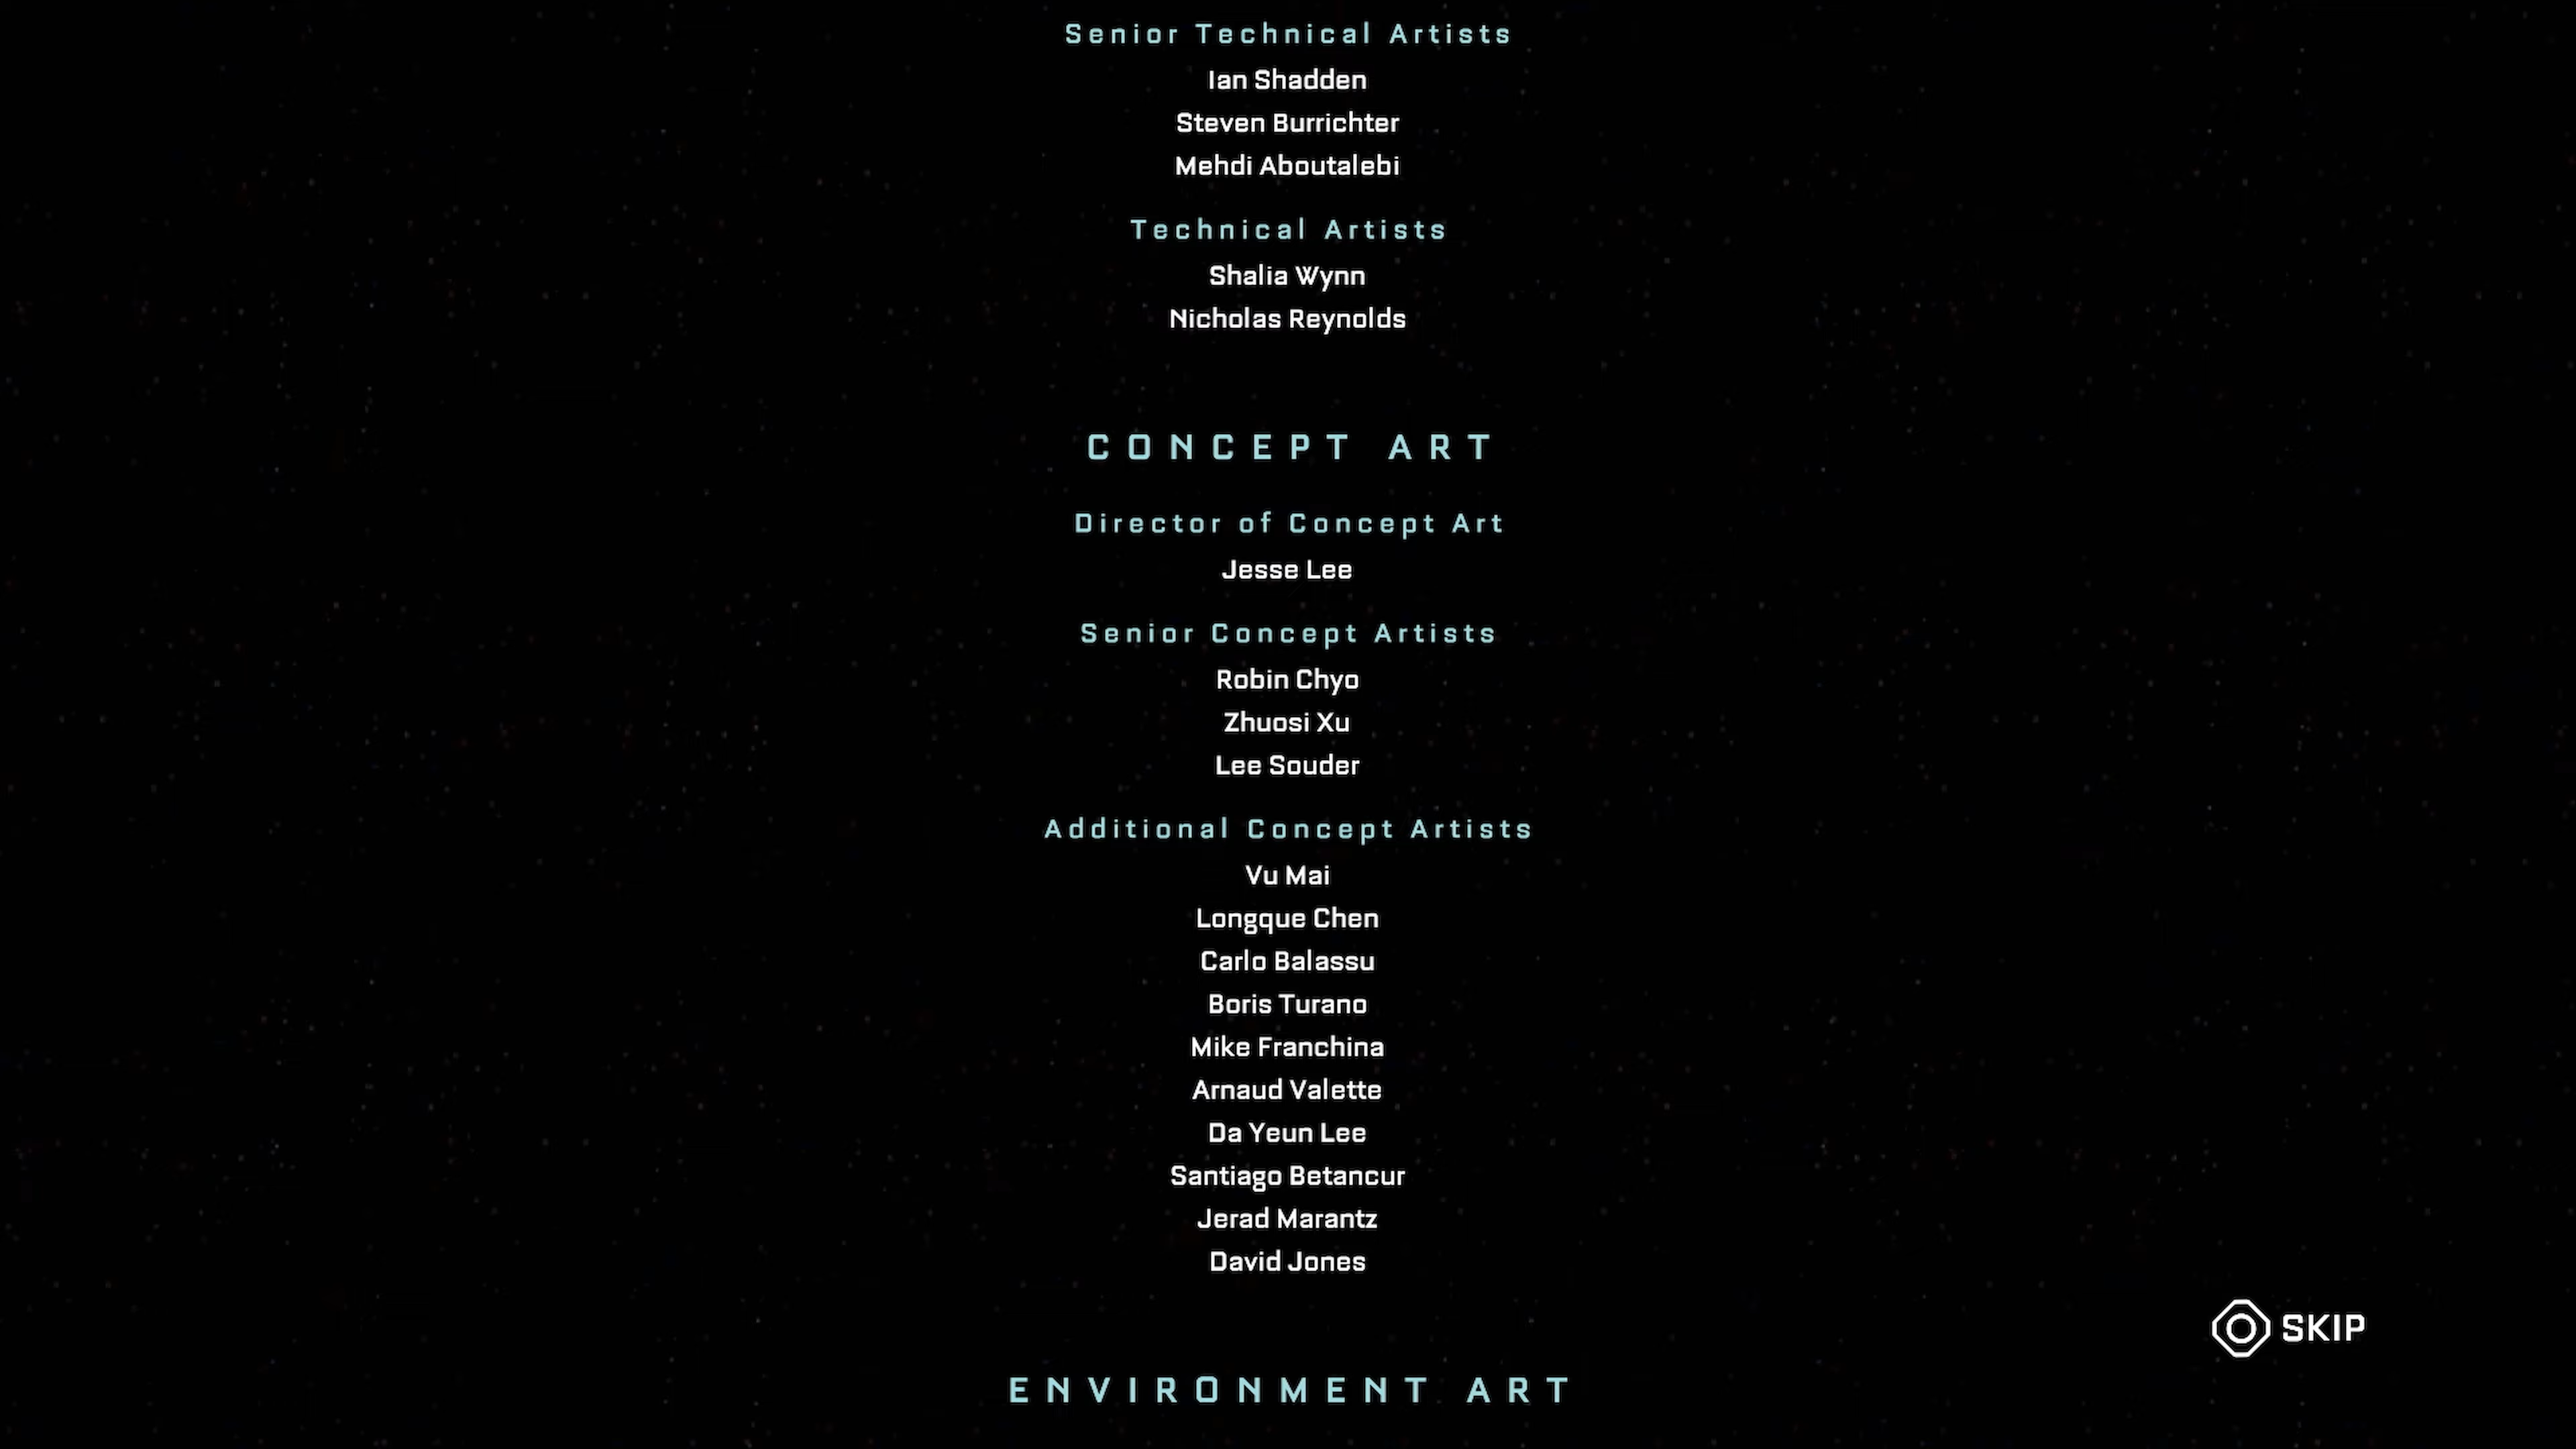 Senior Technical Artists
Ian Shadden
Steven Burrichter
Mehdi Aboutalebi
Technical Artists
Shalia Wynn
Nicholas Reynolds
CONCEPT ART
Director of Concept Art
Jesse Lee
Senior Concept Artists
Robin Chyo
Zhuosi Xu
Lee Souder
Additional Concept Artists
Vu Mai
Longque Chen
Carlo Balassu
Boris Turano
Mike Franchina
Arnaud Valette
Da Yeun Lee
Santiago Betancur
Jerad Marantz
David Jones
SKIP
ENVIRONMENT ART